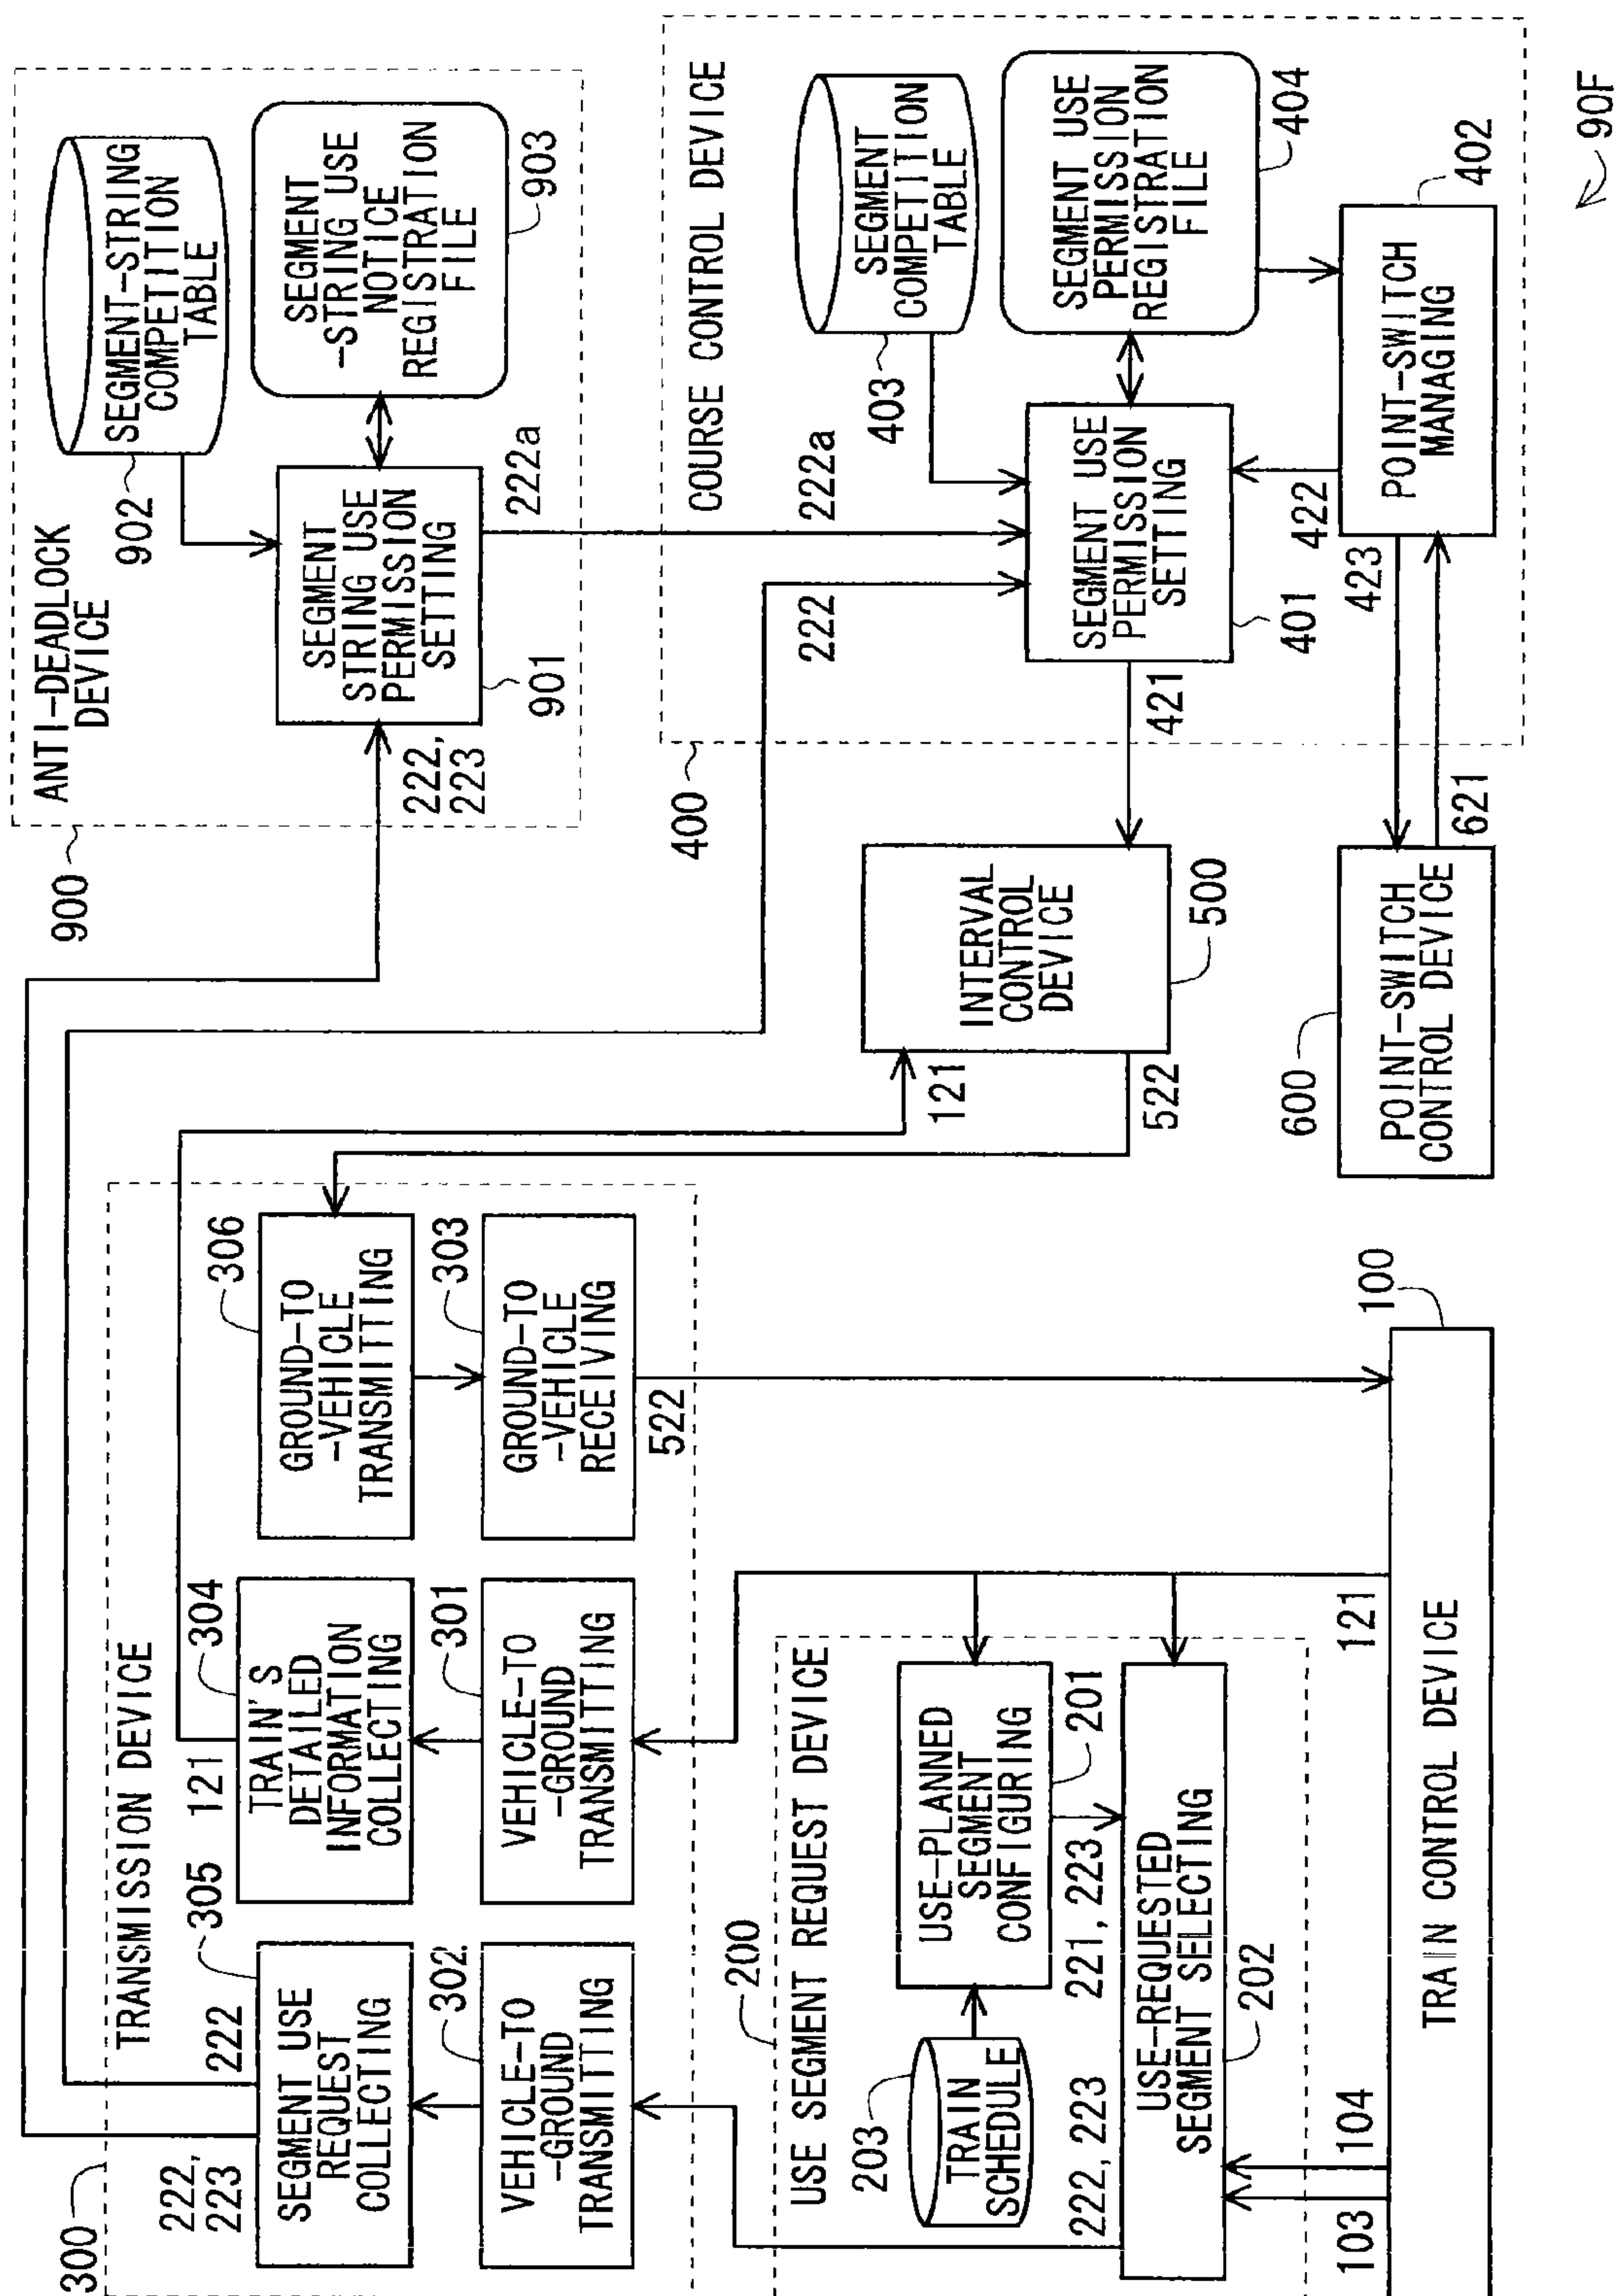 300
TRANSMISSION DEVICE
222,
223
222
305
SEGMENT USE
REQUEST
COLLECTING
302
VEHICLE-TO
-GROUND
TRANSMITTING
121
304
TRAIN'S
DETAILED
INFORMATION
COLLECTING
301
VEHICLE-TO
-GROUND
TRANSMITTING
306
GROUND-TO
-VEHICLE
TRANSMITTING
303
GROUND-TO
-VEHICLE
RECEIVING
522
200
USE SEGMENT REQUEST DEVICE
203
TRAIN
SCHEDULE
USE-PLANNED
SEGMENT
CONFIGURING
201
222, 223
221, 223
USE-REQUESTED
SEGMENT SELECTING
202
103
104
121
100
TRAIN CONTROL DEVICE
900
ANTI-DEADLOCK
DEVICE
902
SEGMENT-STRING
COMPETITION
TABLE
SEGMENT
-STRING USE
NOTICE
REGISTRATION
FILE
903
SEGMENT
STRING USE
PERMISSION
SETTING
901
222,
223
222a
400
COURSE CONTROL DEVICE
222
222a
403
SEGMENT
COMPETITION
TABLE
SEGMENT USE
PERMISSION
REGISTRATION
FILE
404
SEGMENT USE
PERMISSION
SETTING
401
421
422
423
402
POINT-SWITCH
MANAGING
INTERVAL
CONTROL
DEVICE
500
121
522
600
POINT-SWITCH
CONTROL DEVICE
621
90F